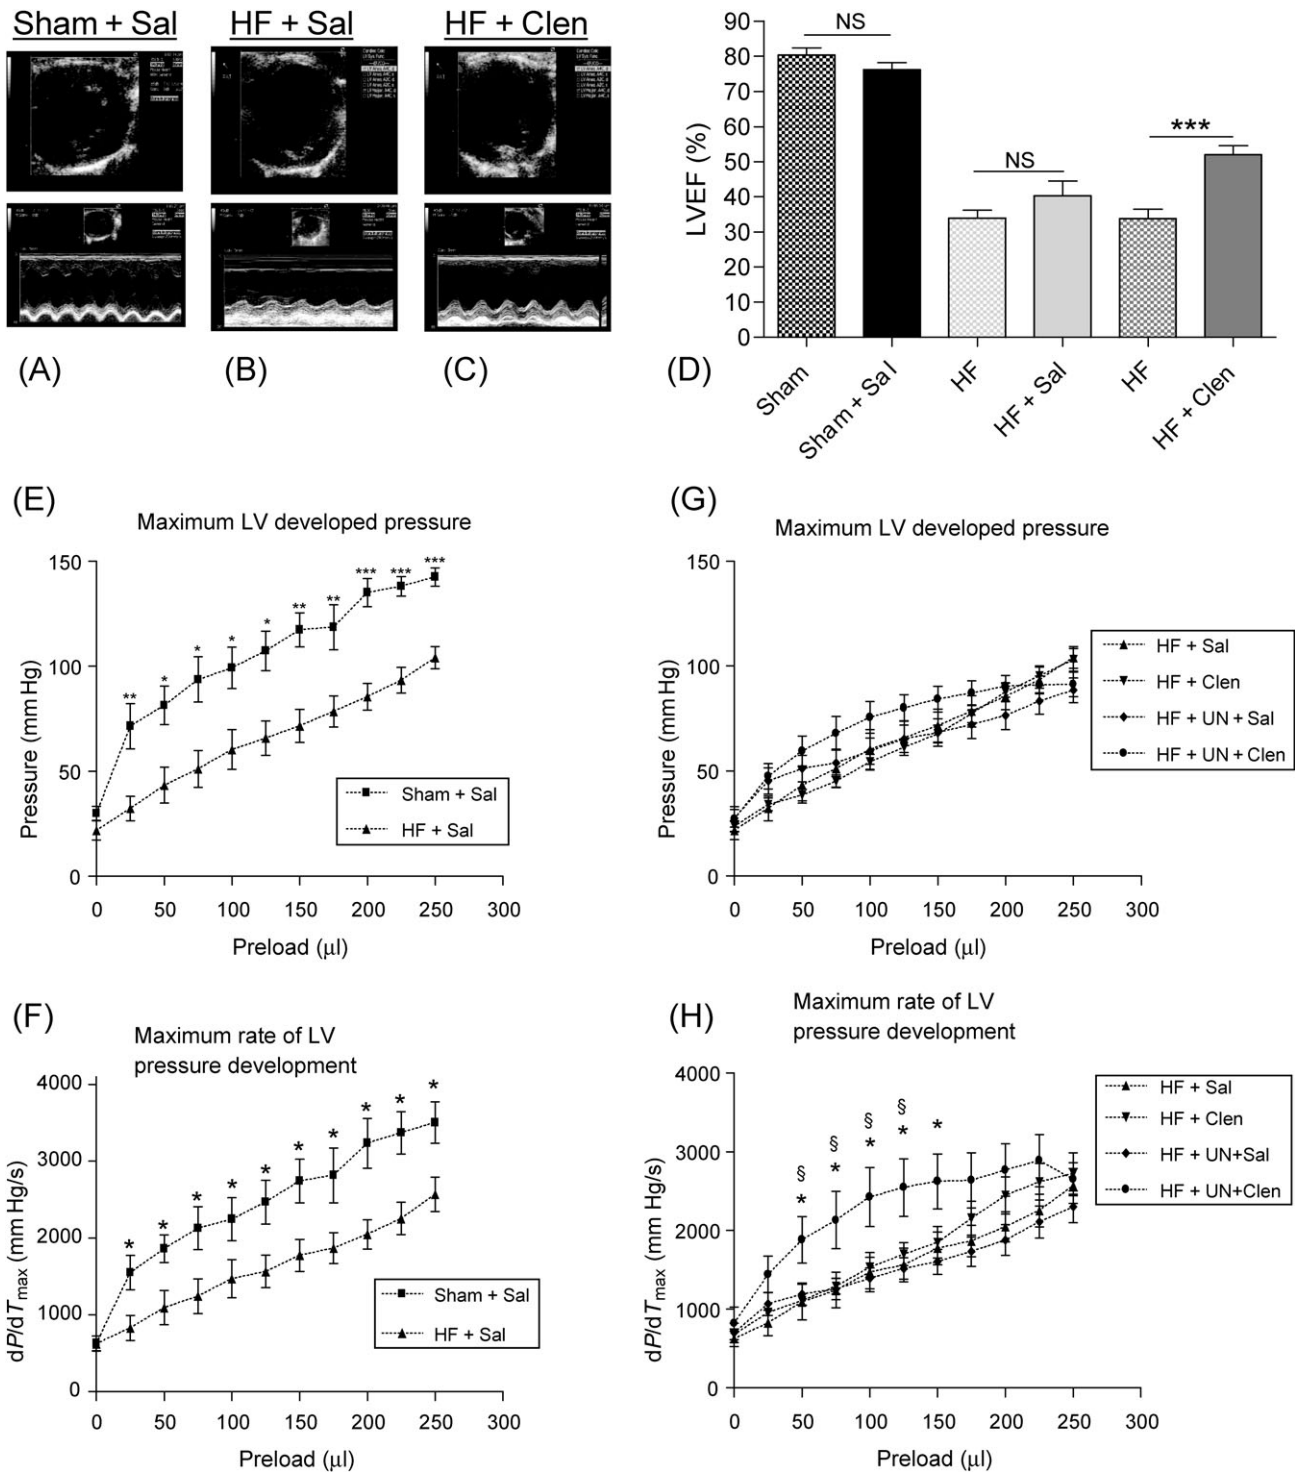 Sham + Sal
HF + Sal
HF + Clen
(A)
(B)
(C)
90
80
70
60
50
40
30
20
10
0
LVEF (%)
NS
NS
***
Sham
Sham + Sal
HF
HF + Sal
HF
HF + Clen
(D)
(E)
Maximum LV developed pressure
150
100
50
0
Pressure (mm Hg)
** * * * * ** ** *** *** ***
Sham + Sal
HF + Sal
0 50 100 150 200 250 300
Preload (µl)
(G)
Maximum LV developed pressure
150
100
50
0
Pressure (mm Hg)
HF + Sal
HF + Clen
HF + UN + Sal
HF + UN + Clen
0 50 100 150 200 250 300
Preload (µl)
(F)
Maximum rate of LV
pressure development
4000
3000
2000
1000
0
dP/dTmax (mm Hg/s)
* * * * * * * * * *
Sham + Sal
HF + Sal
0 50 100 150 200 250 300
Preload (µl)
(H)
Maximum rate of LV
pressure development
4000
3000
2000
1000
0
dP/dTmax (mm Hg/s)
§ § § §
* * * * *
HF + Sal
HF + Clen
HF + UN+Sal
HF + UN+Clen
0 50 100 150 200 250 300
Preload (µl)